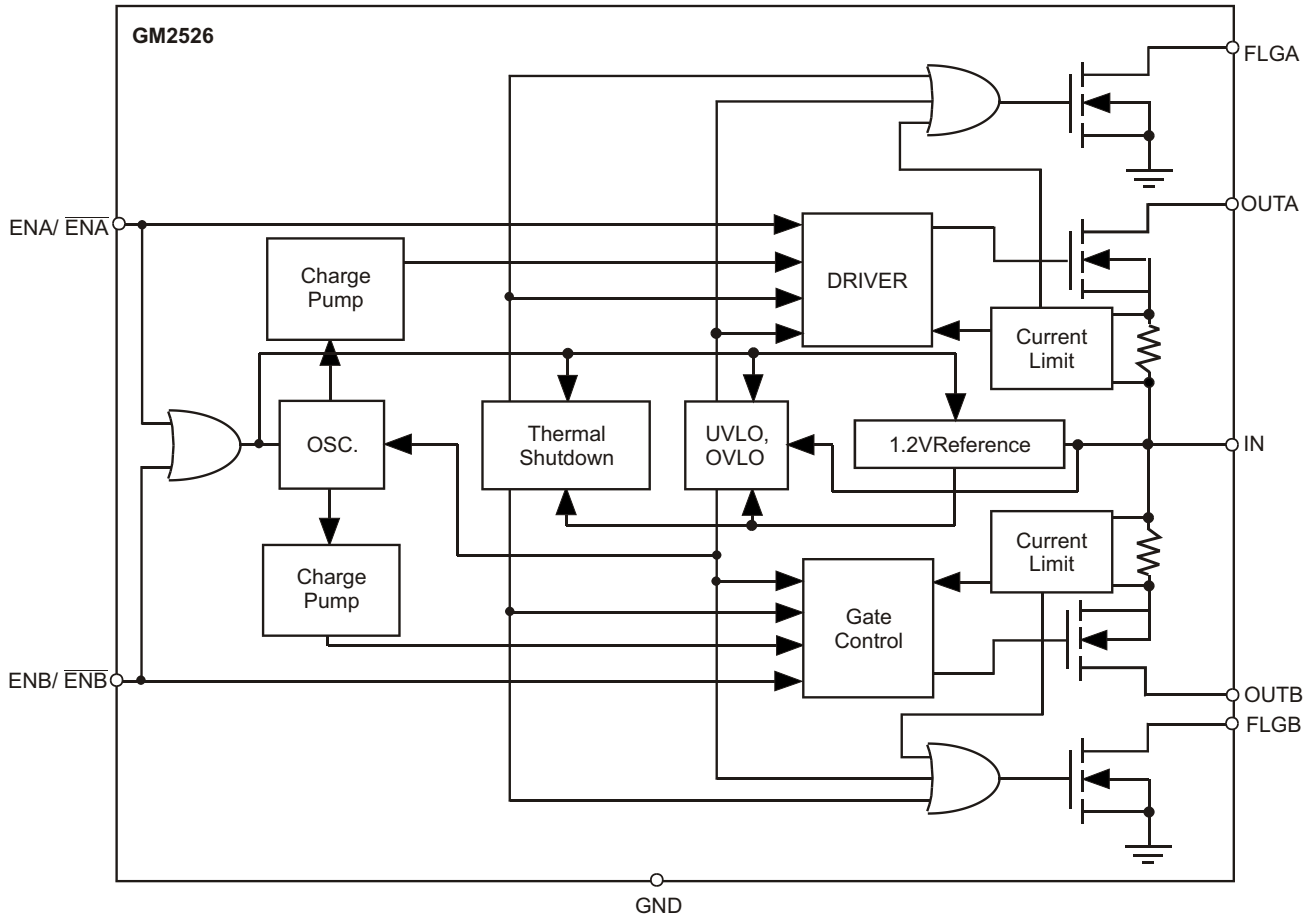 GM2526
FLGA
OUTA
ENA/ ENA
Charge
Pump
DRIVER
Current
Limit
OSC.
Thermal
Shutdown
UVLO,
OVLO
1.2VReference
IN
Charge
Pump
Current
Limit
Gate
Control
ENB/ ENB
OUTB
FLGB
GND